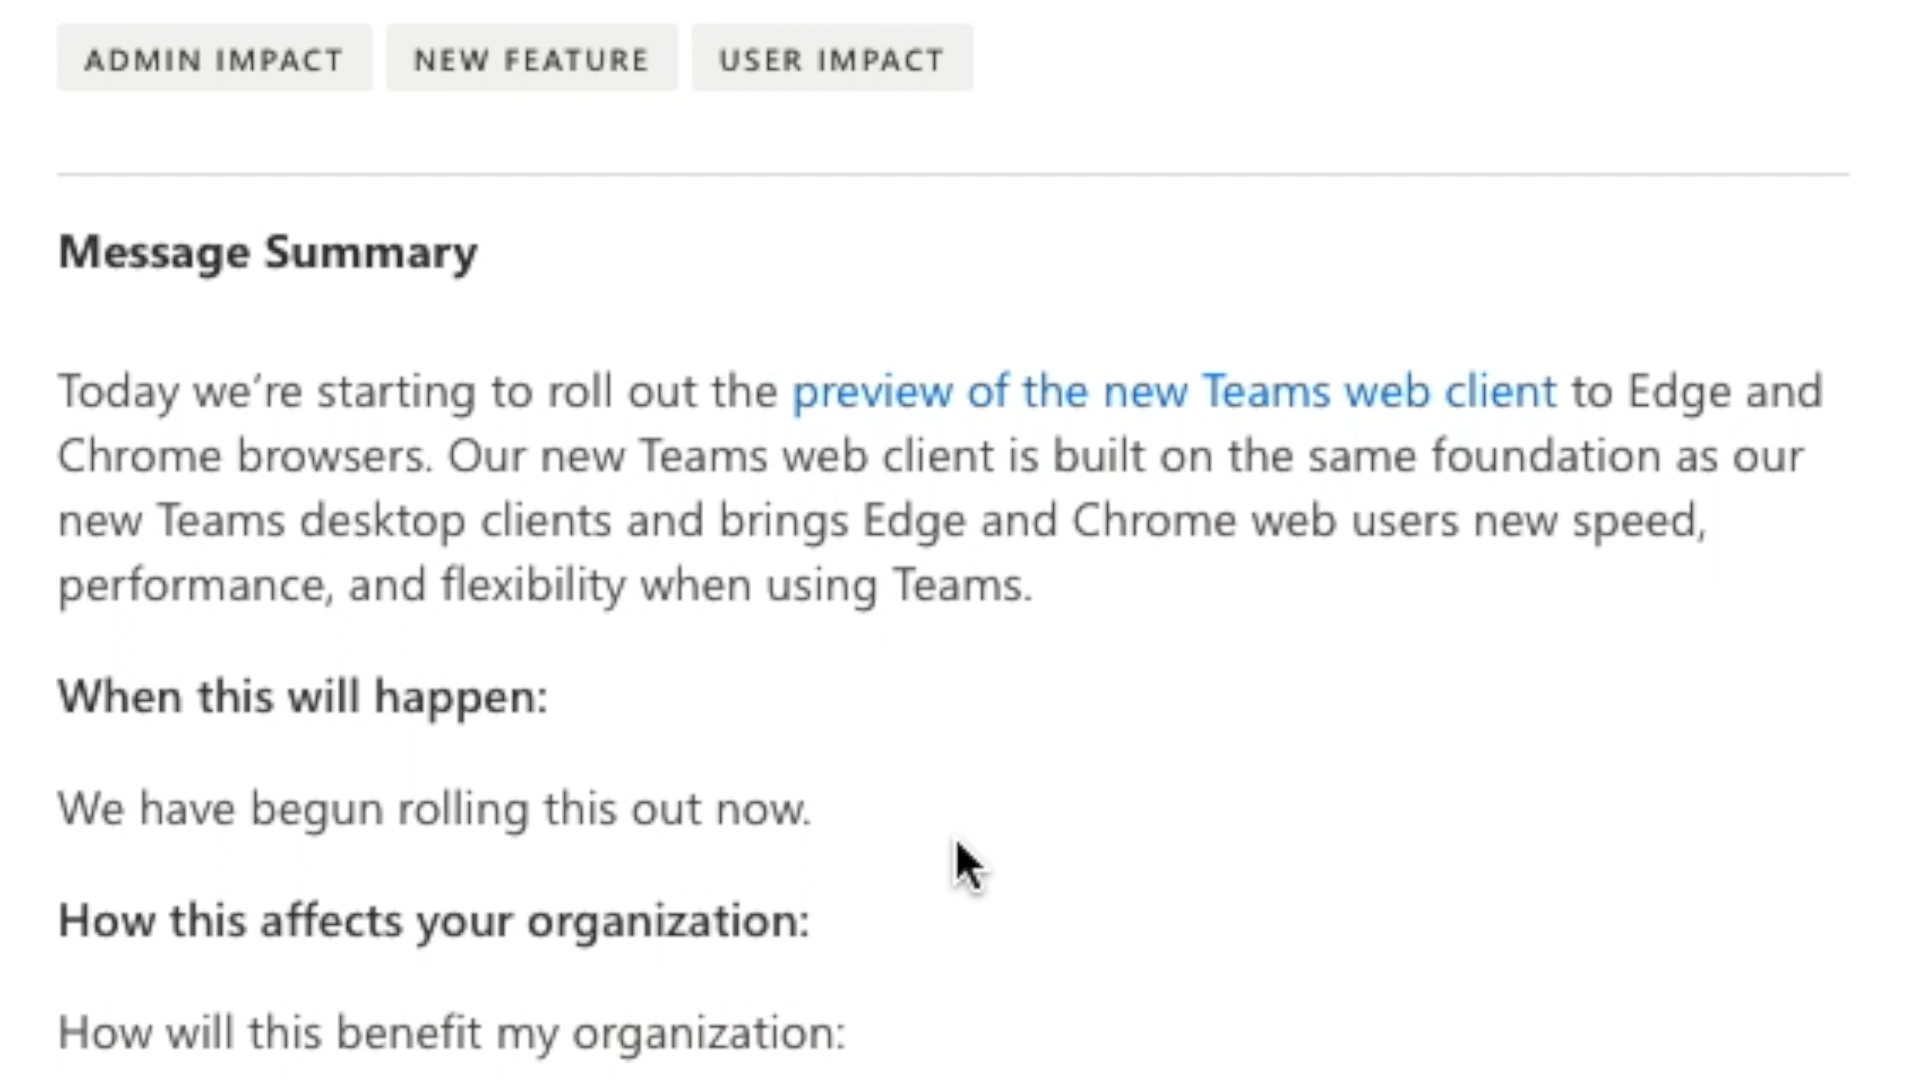 ADMIN IMPACT NEW FEATURE USER IMPACT
Message Summary
Today we’re starting to roll out the preview of the new Teams web client to Edge and
Chrome browsers. Our new Teams web client is built on the same foundation as our
new Teams desktop clients and brings Edge and Chrome web users new speed,
performance, and flexibility when using Teams.
When this will happen:
We have begun rolling this out now.
How this affects your organization:
How will this benefit my organization: